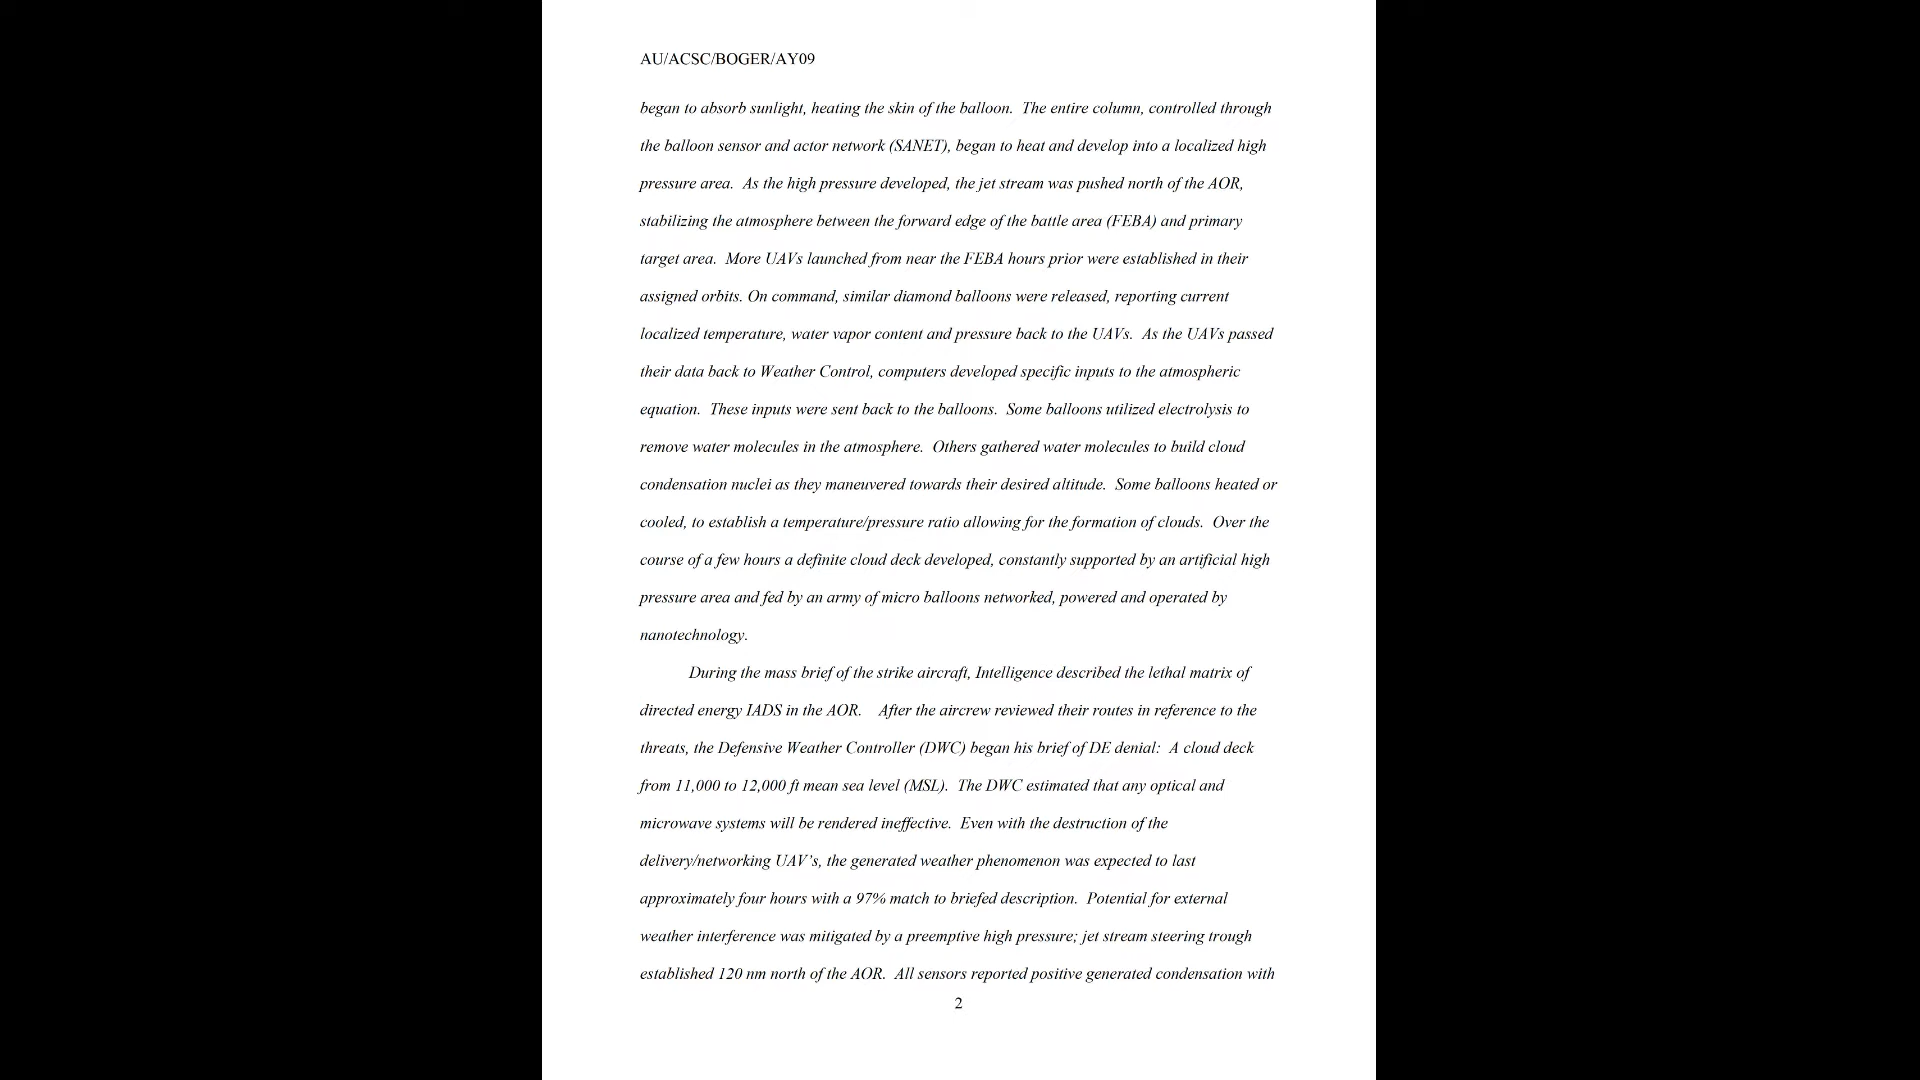 AU/ACSC/BOGER/AY09
began to absorb sunlight, heating the skin of the balloon.  The entire column, controlled through
the balloon sensor and actor network (SANET), began to heat and develop into a localized high
pressure area.  As the high pressure developed, the jet stream was pushed north of the AOR,
stabilizing the atmosphere between the forward edge of the battle area (FEBA) and primary
target area.  More UAVs launched from near the FEBA hours prior were established in their
assigned orbits. On command, similar diamond balloons were released, reporting current
localized temperature, water vapor content and pressure back to the UAVs.  As the UAVs passed
their data back to Weather Control, computers developed specific inputs to the atmospheric
equation.  These inputs were sent back to the balloons.  Some balloons utilized electrolysis to
remove water molecules in the atmosphere.  Others gathered water molecules to build cloud
condensation nuclei as they maneuvered towards their desired altitude.  Some balloons heated or
cooled, to establish a temperature/pressure ratio allowing for the formation of clouds.  Over the
course of a few hours a definite cloud deck developed, constantly supported by an artificial high
pressure area and fed by an army of micro balloons networked, powered and operated by
nanotechnology.
During the mass brief of the strike aircraft, Intelligence described the lethal matrix of
directed energy IADS in the AOR.    After the aircrew reviewed their routes in reference to the
threats, the Defensive Weather Controller (DWC) began his brief of DE denial:  A cloud deck
from 11,000 to 12,000 ft mean sea level (MSL).  The DWC estimated that any optical and
microwave systems will be rendered ineffective.  Even with the destruction of the
delivery/networking UAV’s, the generated weather phenomenon was expected to last
approximately four hours with a 97% match to briefed description.  Potential for external
weather interference was mitigated by a preemptive high pressure; jet stream steering trough
established 120 nm north of the AOR.  All sensors reported positive generated condensation with
2